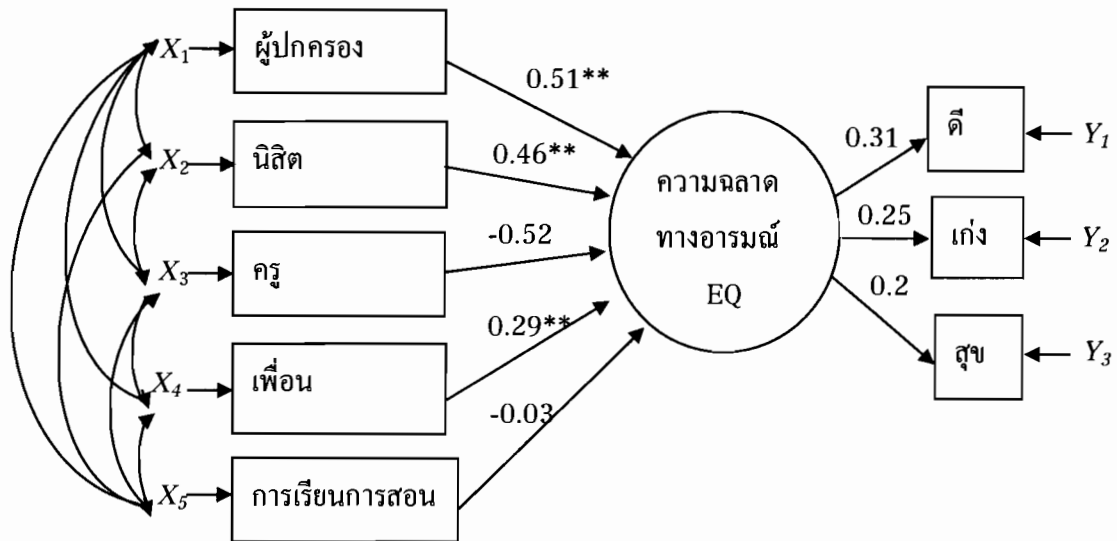 X1
ผู้ปกครอง
0.51**
X2
นิสิต
0.46**
X3
ครู
-0.52
X4
เพื่อน
0.29**
X5
การเรียนการสอน
-0.03
ความฉลาด
ทางอารมณ์
EQ
0.31
ดี
Y1
0.25
เก่ง
Y2
0.2
สุข
Y3